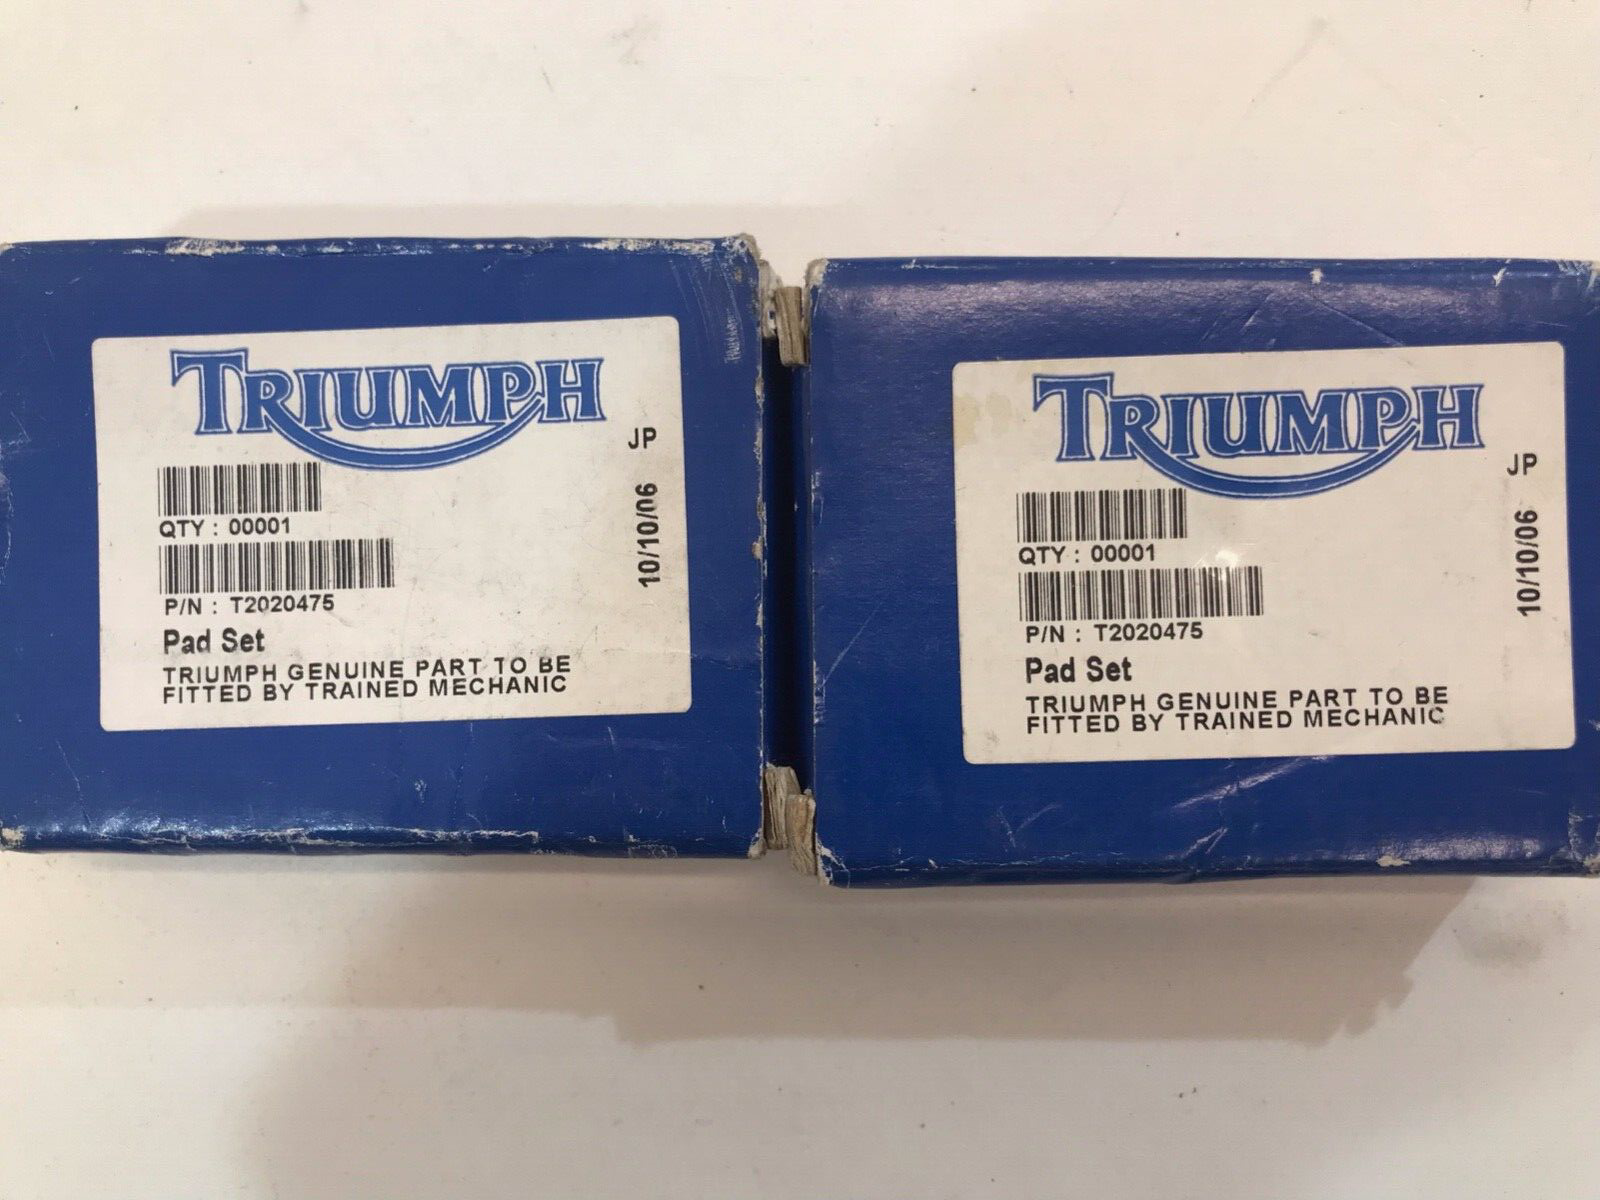 TRIUMPH
JP
QTY : 00001
10/10/06
P/N : T2020475
Pad Set
TRIUMPH GENUINE PART TO BE
FITTED BY TRAINED MECHANIC
TRIUMPH
JP
QTY : 00001
10/10/06
P/N : T2020475
Pad Set
TRIUMPH GENUINE PART TO BE
FITTED BY TRAINED MECHANIC